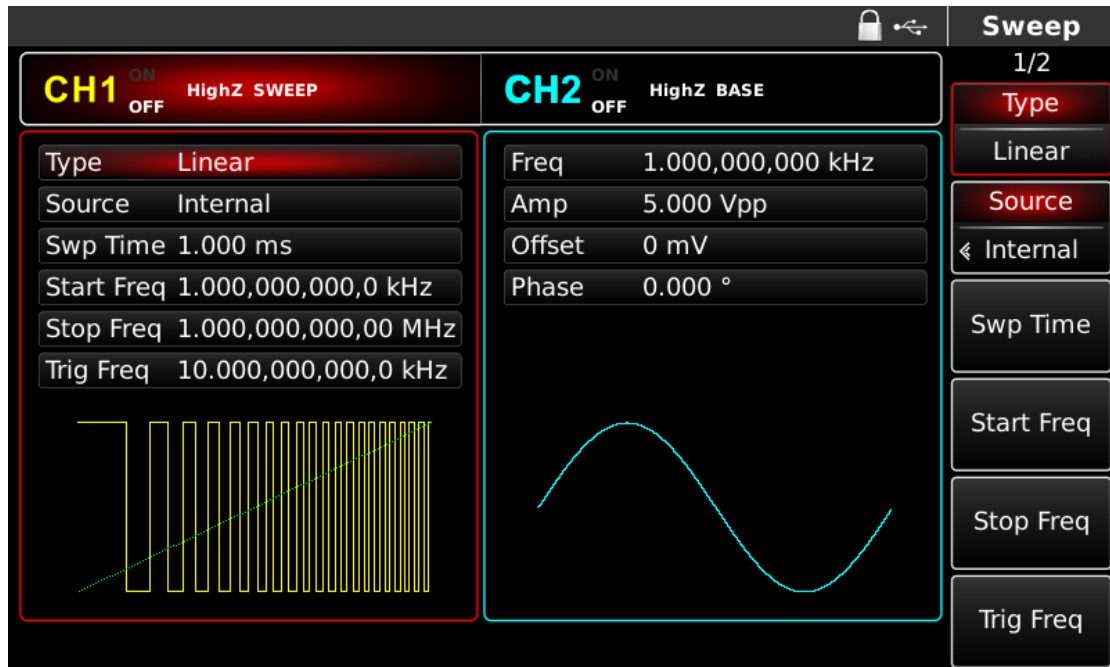 Sweep
1/2
CH1 ON OFF HighZ SWEEP
CH2 ON OFF HighZ BASE
Type Linear
Source Internal
Swp Time 1.000 ms
Start Freq 1.000,000,000,0 kHz
Stop Freq 1.000,000,000,00 MHz
Trig Freq 10.000,000,000,0 kHz
Freq 1.000,000,000 kHz
Amp 5.000 Vpp
Offset 0 mV
Phase 0.000 °
Type
Linear
Source
Internal
Swp Time
Start Freq
Stop Freq
Trig Freq